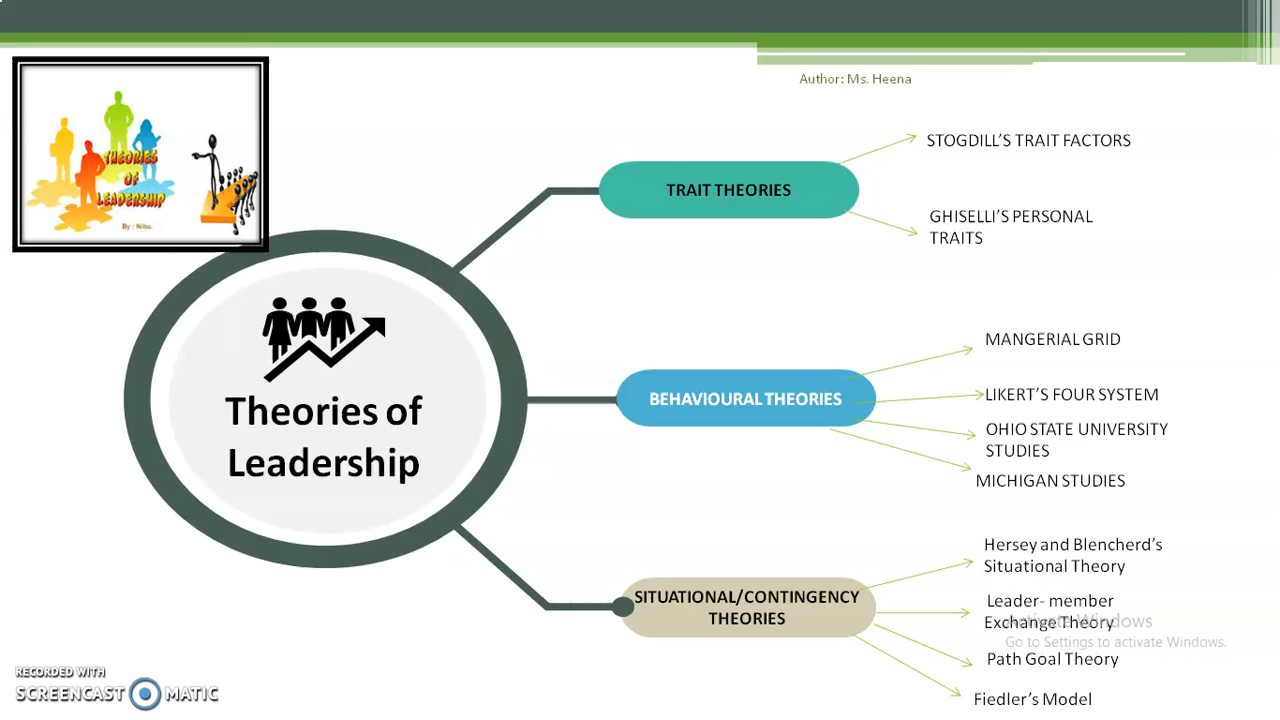 Author: Ms. Heena
THEORIES
OF
LEADERSHIP
By : Nibu.
Theories of
Leadership
TRAIT THEORIES
STOGDILL’S TRAIT FACTORS
GHISELLI’S PERSONAL
TRAITS
BEHAVIOURAL THEORIES
MANGERIAL GRID
LIKERT’S FOUR SYSTEM
OHIO STATE UNIVERSITY
STUDIES
MICHIGAN STUDIES
SITUATIONAL/CONTINGENCY
THEORIES
Hersey and Blencherd’s
Situational Theory
Leader- member
Exchange Theory
Path Goal Theory
Fiedler’s Model
Activate Windows
Go to Settings to activate Windows.
RECORDED WITH
SCREENCAST MATIC